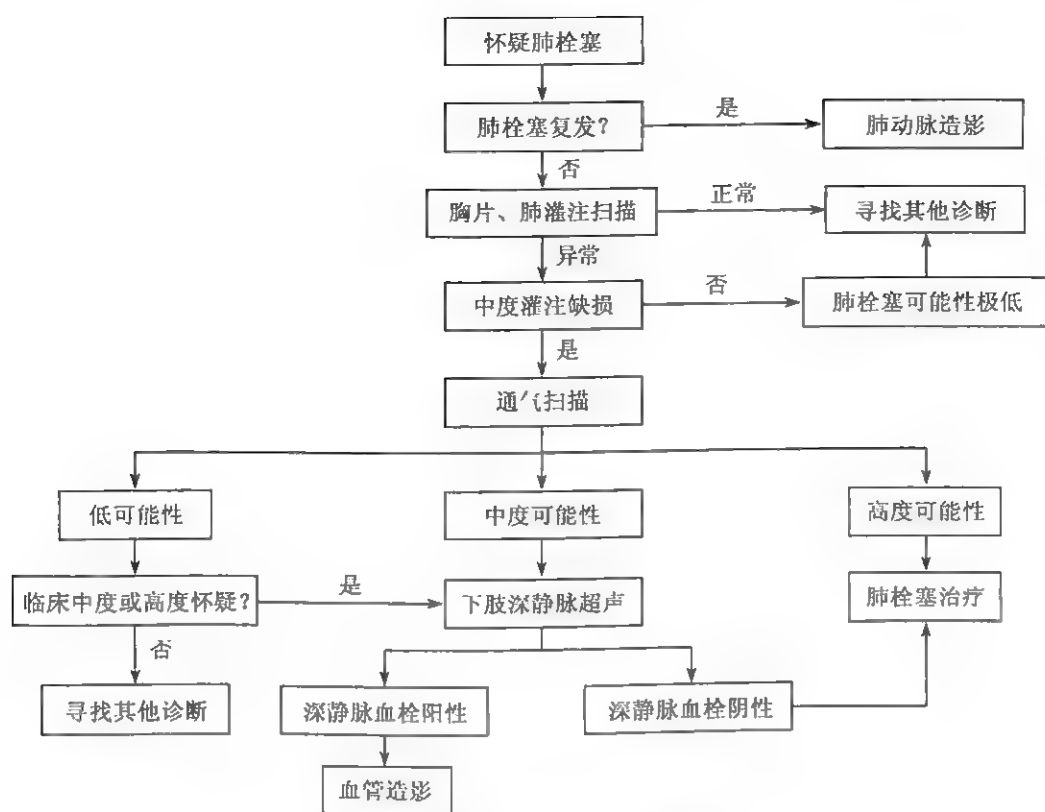 怀疑肺栓塞
肺栓塞复发?
是
肺动脉造影
否
胸片、肺灌注扫描
正常
寻找其他诊断
异常
中度灌注缺损
否
肺栓塞可能性极低
是
通气扫描
低可能性
中度可能性
高度可能性
临床中度或高度怀疑?
是
下肢深静脉超声
肺栓塞治疗
否
寻找其他诊断
深静脉血栓阳性
深静脉血栓阴性
血管造影